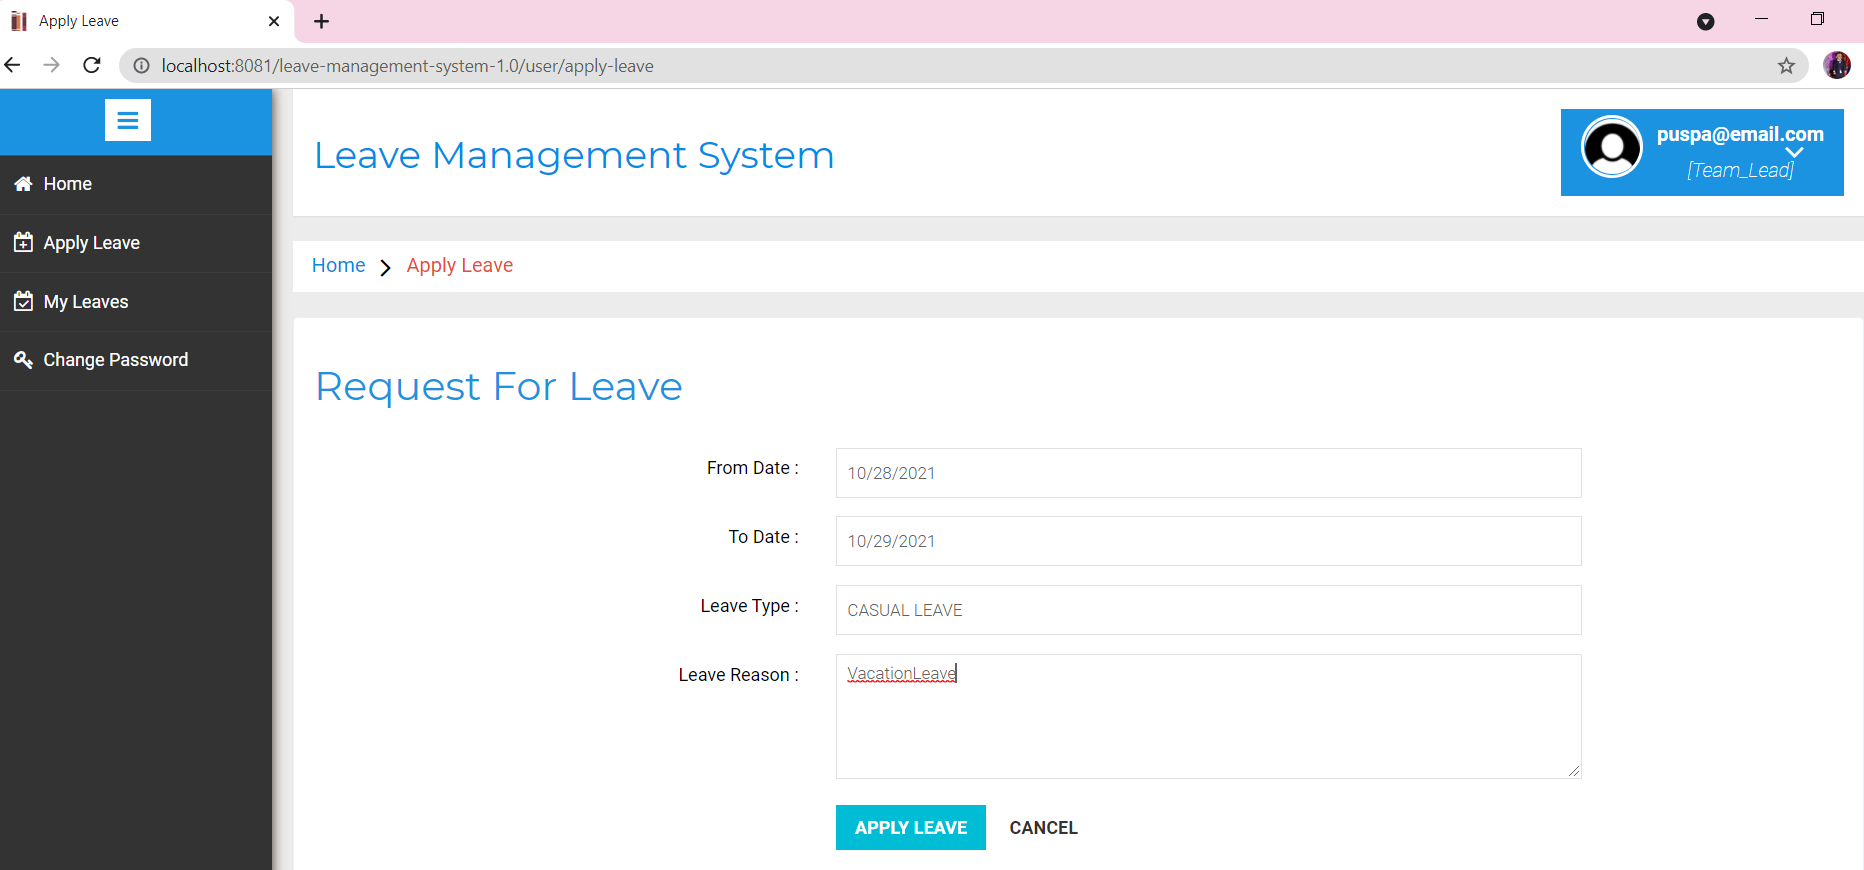 Apply Leave
localhost:8081/leave-management-system-1.0/user/apply-leave
Leave Management System
puspa@email.com
[Team_Lead]
Home
Apply Leave
My Leaves
Change Password
Home
Apply Leave
Request For Leave
From Date :
10/28/2021
To Date :
10/29/2021
Leave Type :
CASUAL LEAVE
Leave Reason :
VacationLeave
APPLY LEAVE
CANCEL